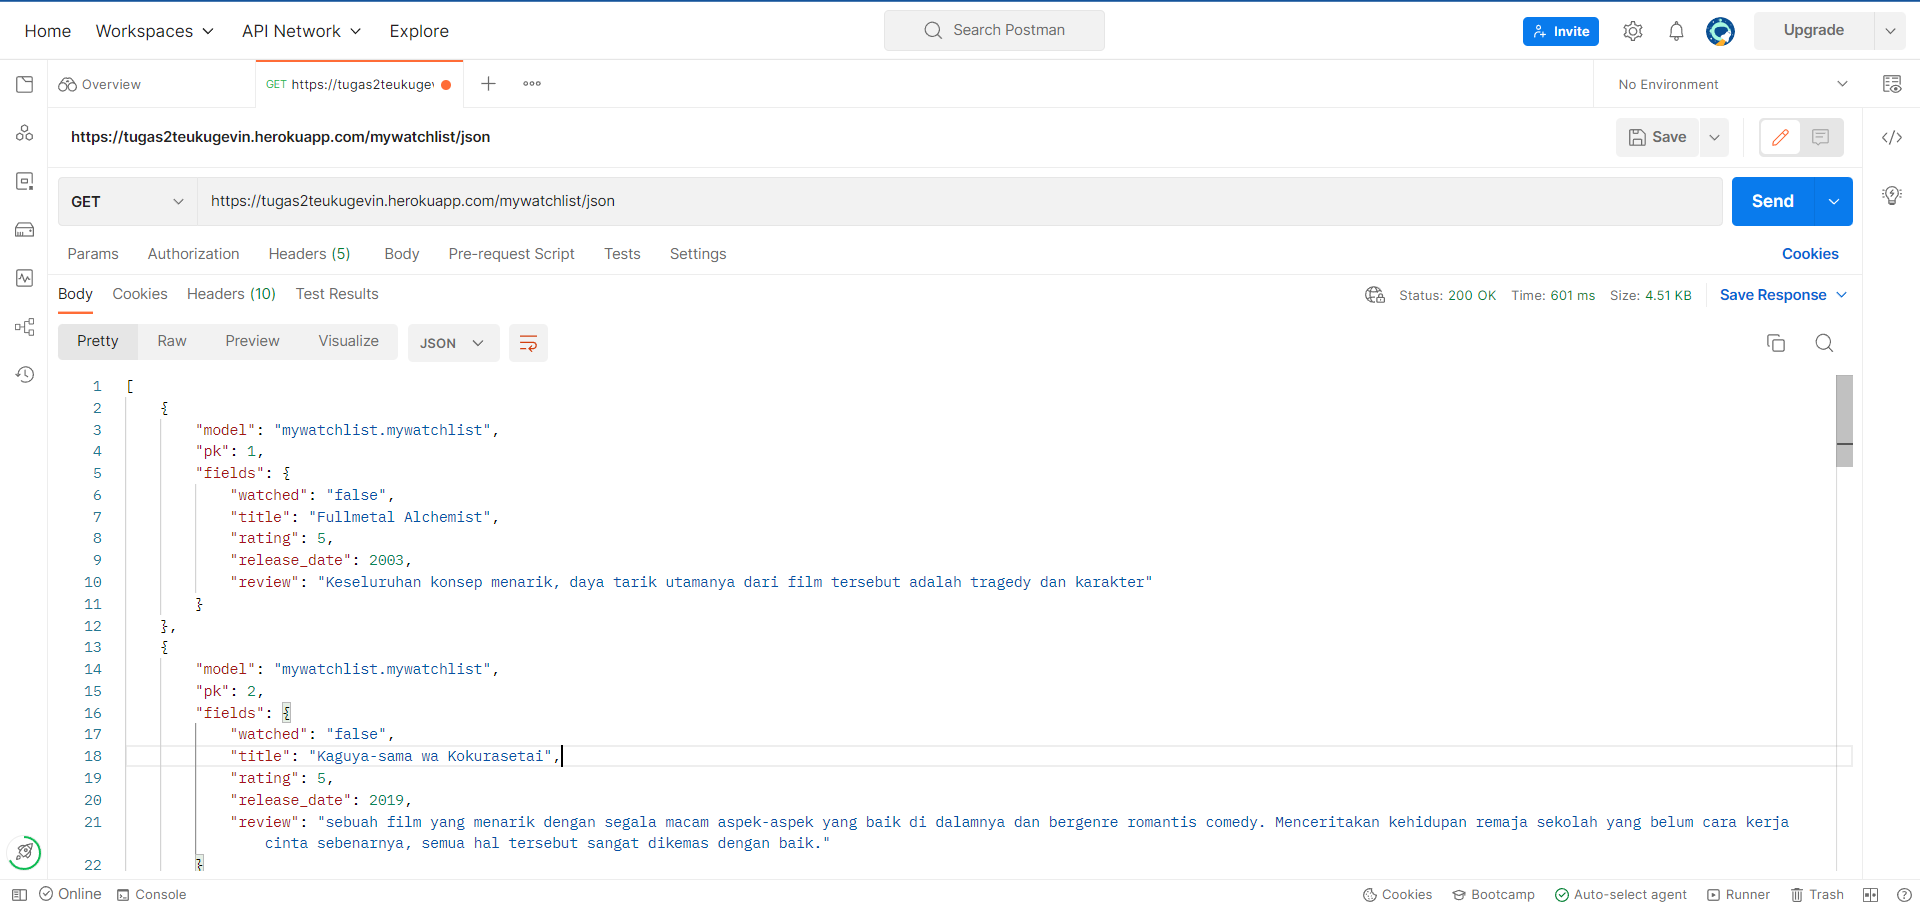 Home Workspaces API Network Explore Search Postman Invite Upgrade
Overview GET https://tugas2teukugev No Environment
https://tugas2teukugevin.herokuapp.com/mywatchlist/json Save
GET https://tugas2teukugevin.herokuapp.com/mywatchlist/json Send
Params Authorization Headers (5) Body Pre-request Script Tests Settings Cookies
Body Cookies Headers (10) Test Results Status: 200 OK Time: 601 ms Size: 4.51 KB Save Response
Pretty Raw Preview Visualize JSON
1 [
2 {
3 "model": "mywatchlist.mywatchlist",
4 "pk": 1,
5 "fields": {
6 "watched": "false",
7 "title": "Fullmetal Alchemist",
8 "rating": 5,
9 "release_date": 2003,
10 "review": "Keseluruhan konsep menarik, daya tarik utamanya dari film tersebut adalah tragedy dan karakter"
11 }
12 },
13 {
14 "model": "mywatchlist.mywatchlist",
15 "pk": 2,
16 "fields": {
17 "watched": "false",
18 "title": "Kaguya-sama wa Kokurasetai",
19 "rating": 5,
20 "release_date": 2019,
21 "review": "sebuah film yang menarik dengan segala macam aspek-aspek yang baik di dalamnya dan bergenre romantis comedy. Menceritakan kehidupan remaja sekolah yang belum cara kerja
cinta sebenarnya, semua hal tersebut sangat dikemas dengan baik."
22 }
Online Console Cookies Bootcamp Auto-select agent Runner Trash